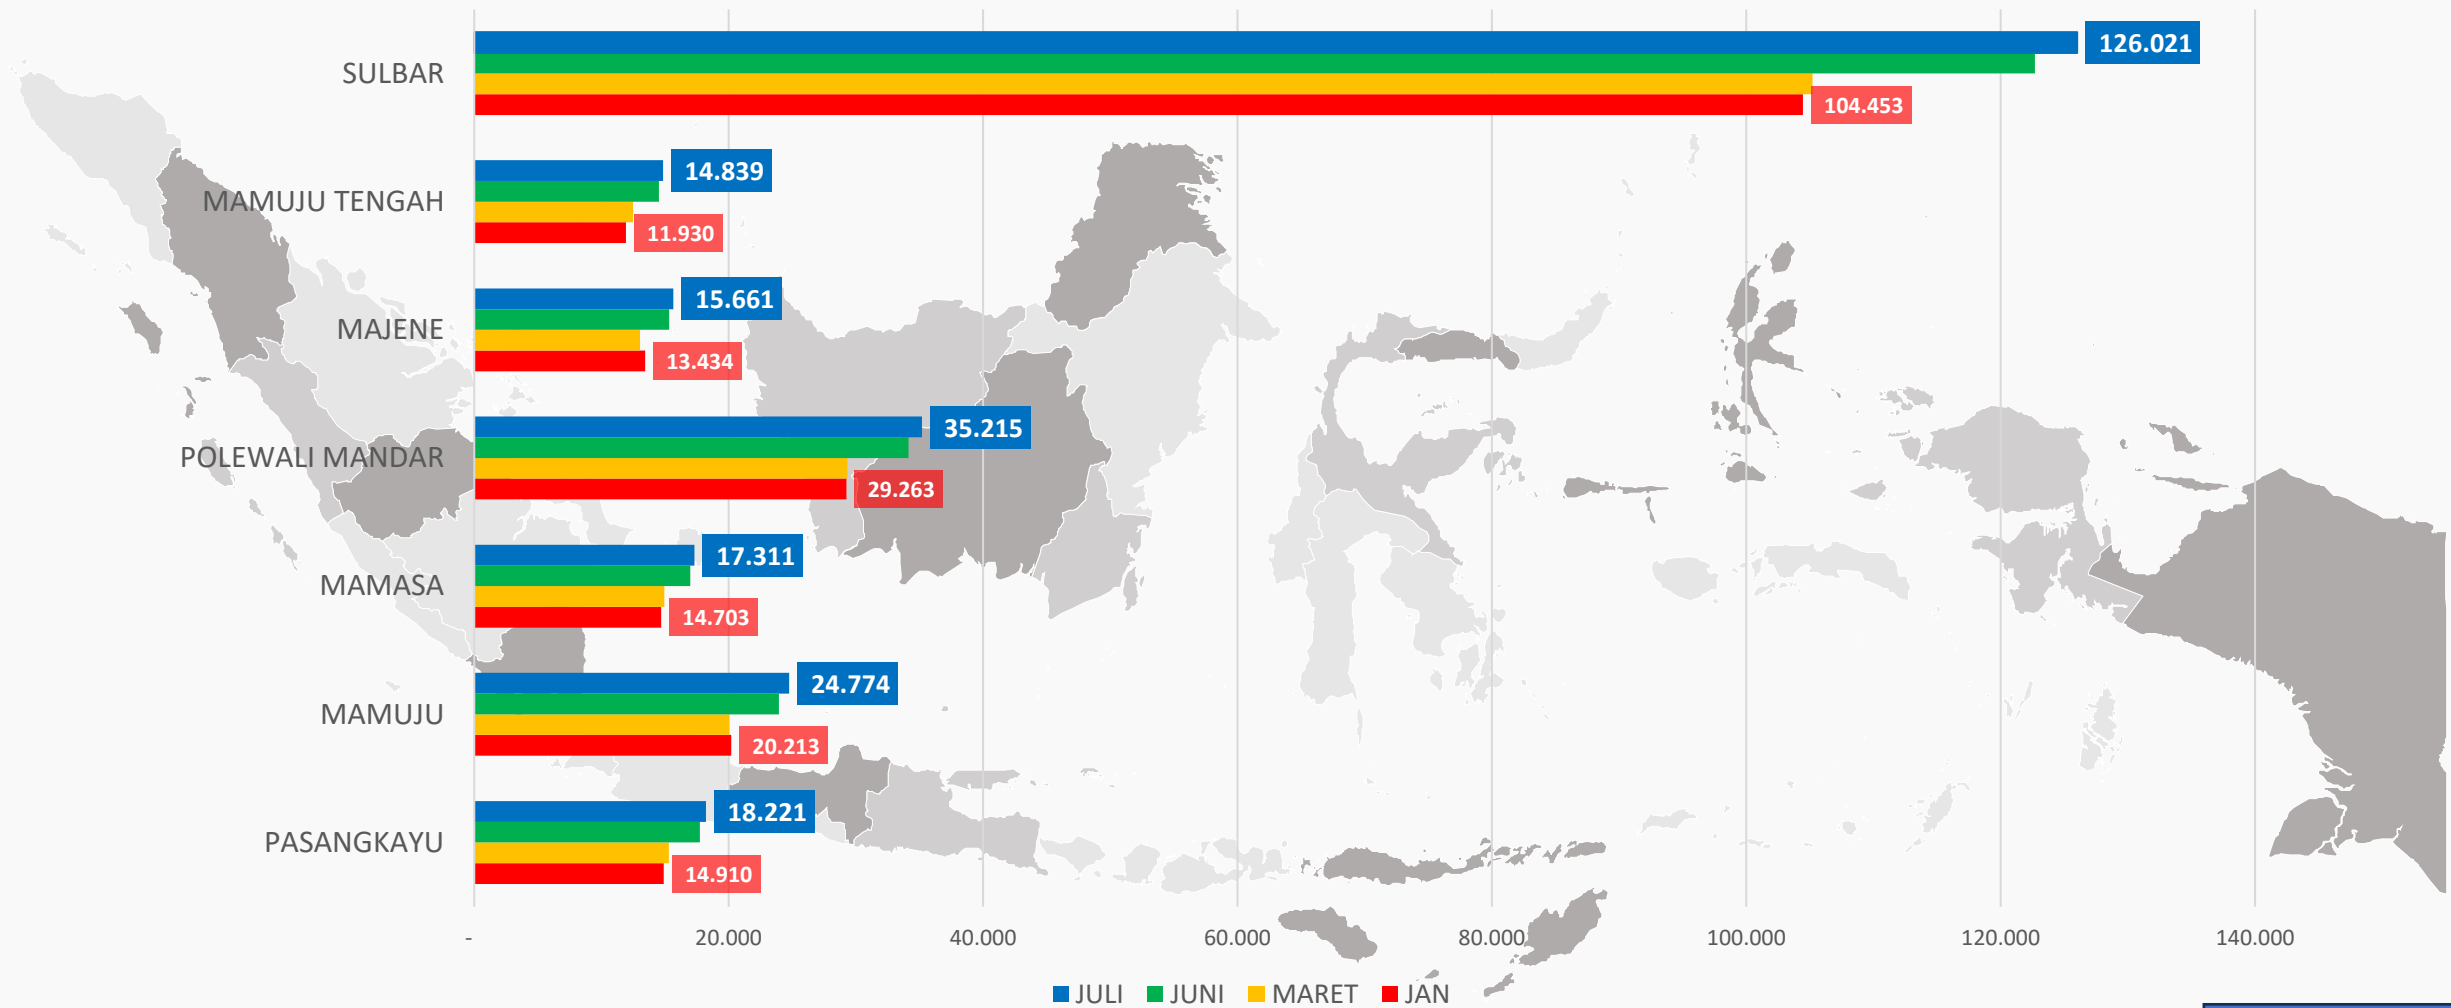 SULBAR
126.021
104.453
MAMUJU TENGAH
14.839
11.930
MAJENE
15.661
13.434
POLEWALI MANDAR
35.215
29.263
MAMASA
17.311
14.703
MAMUJU
24.774
20.213
PASANGKAYU
18.221
14.910
- 20.000 40.000 60.000 80.000 100.000 120.000 140.000
JULI JUNI MARET JAN